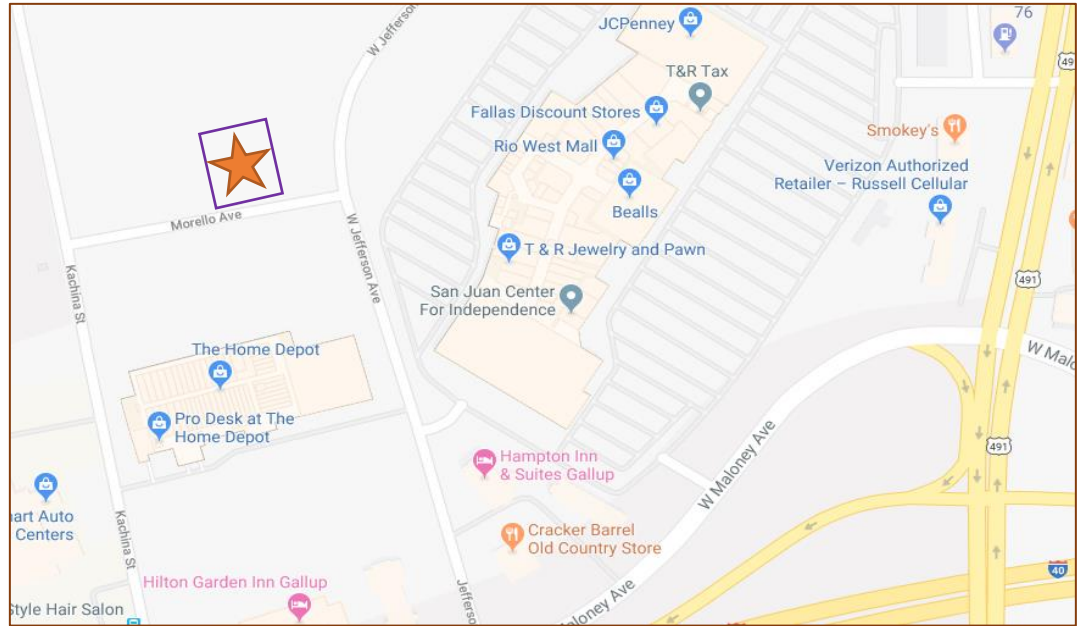 76
JCPenney
W Jefferson
491
T&R Tax
Fallas Discount Stores
Smokey's
Rio West Mall
Verizon Authorized
Retailer – Russell Cellular
Bealls
Morello Ave
W Jefferson Ave
T & R Jewelry and Pawn
Kachina St
491
San Juan Center
For Independence
The Home Depot
W Malo
Pro Desk at The
Home Depot
491
Hampton Inn
& Suites Gallup
W Maloney Ave
art Auto
Centers
Kachina St
Cracker Barrel
Old Country Store
40
Hilton Garden Inn Gallup
Jefferso
aloney Ave
Style Hair Salon